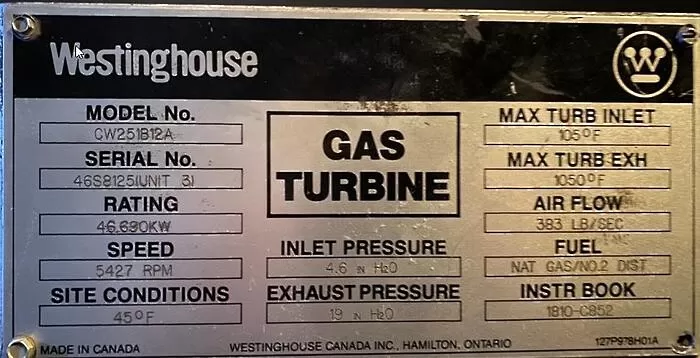 Westinghouse
W
MODEL No.
CW251B12A
SERIAL No.
46S8125(UNIT 3)
RATING
46,690KW
SPEED
5427 RPM
SITE CONDITIONS
45°F
GAS
TURBINE
INLET PRESSURE
4.6 IN H2O
EXHAUST PRESSURE
19 IN H2O
MAX TURB INLET
105°F
MAX TURB EXH
1050°F
AIR FLOW
383 LB/SEC
FUEL
NAT GAS/NO.2 DIST
INSTR BOOK
1810-C852
MADE IN CANADA
WESTINGHOUSE CANADA INC., HAMILTON, ONTARIO
127P978H01A